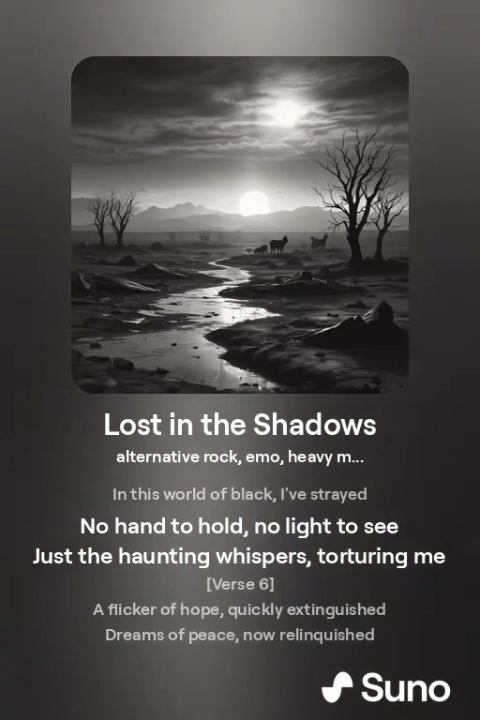 Lost in the Shadows
alternative rock, emo, heavy m...
In this world of black, I've strayed
No hand to hold, no light to see
Just the haunting whispers, torturing me
[Verse 6]
A flicker of hope, quickly extinguished
Dreams of peace, now relinquished
Suno